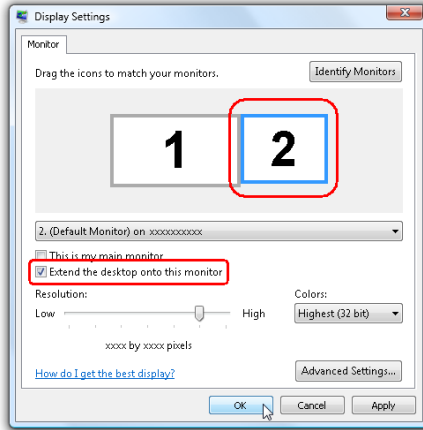 Display Settings
Monitor
Drag the icons to match your monitors.
Identify Monitors
1
2
2. (Default Monitor) on xxxxxxxxxx
This is my main monitor
Extend the desktop onto this monitor
Resolution:
Colors:
Low
High
Highest (32 bit)
xxxx by xxxx pixels
How do I get the best display?
Advanced Settings...
OK
Cancel
Apply